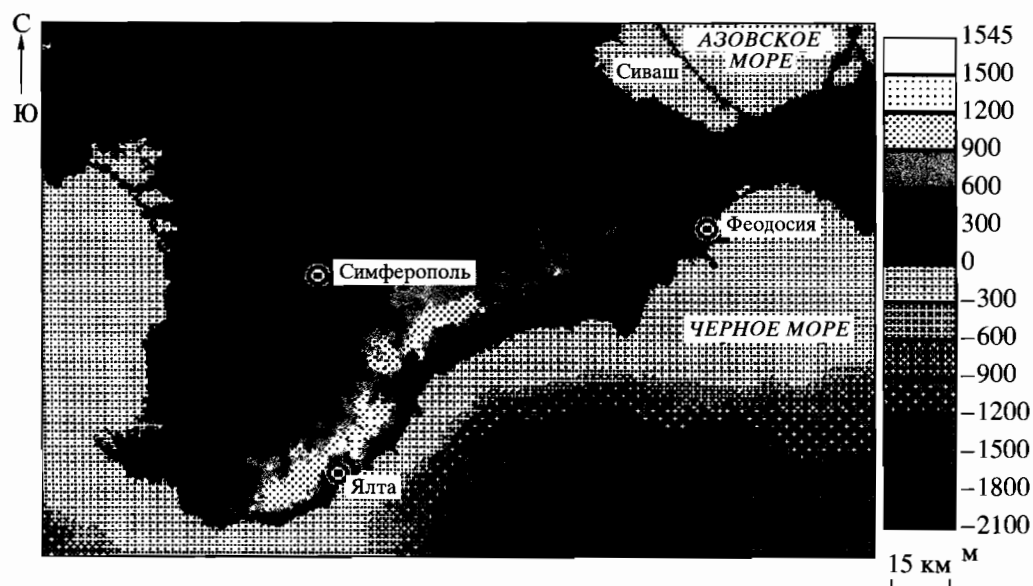 С
Ю
АЗОВСКОЕ
МОРЕ
Сиваш
Феодосия
Симферополь
ЧЕРНОЕ МОРЕ
Ялта
1545
1500
1200
900
600
300
0
–300
–600
–900
–1200
–1500
–1800
–2100
м
15 км